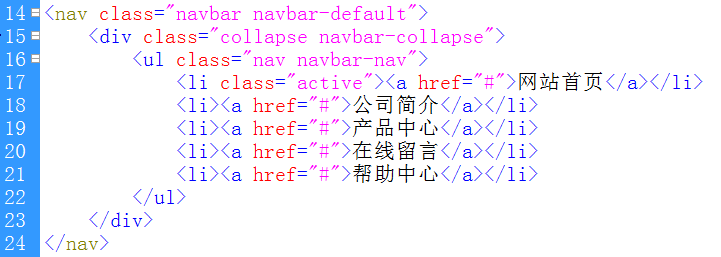 14 <nav class="navbar navbar-default">
15 <div class="collapse navbar-collapse">
16 <ul class="nav navbar-nav">
17 <li class="active"><a href="#">网站首页</a></li>
18 <li><a href="#">公司简介</a></li>
19 <li><a href="#">产品中心</a></li>
20 <li><a href="#">在线留言</a></li>
21 <li><a href="#">帮助中心</a></li>
22 </ul>
23 </div>
24 </nav>